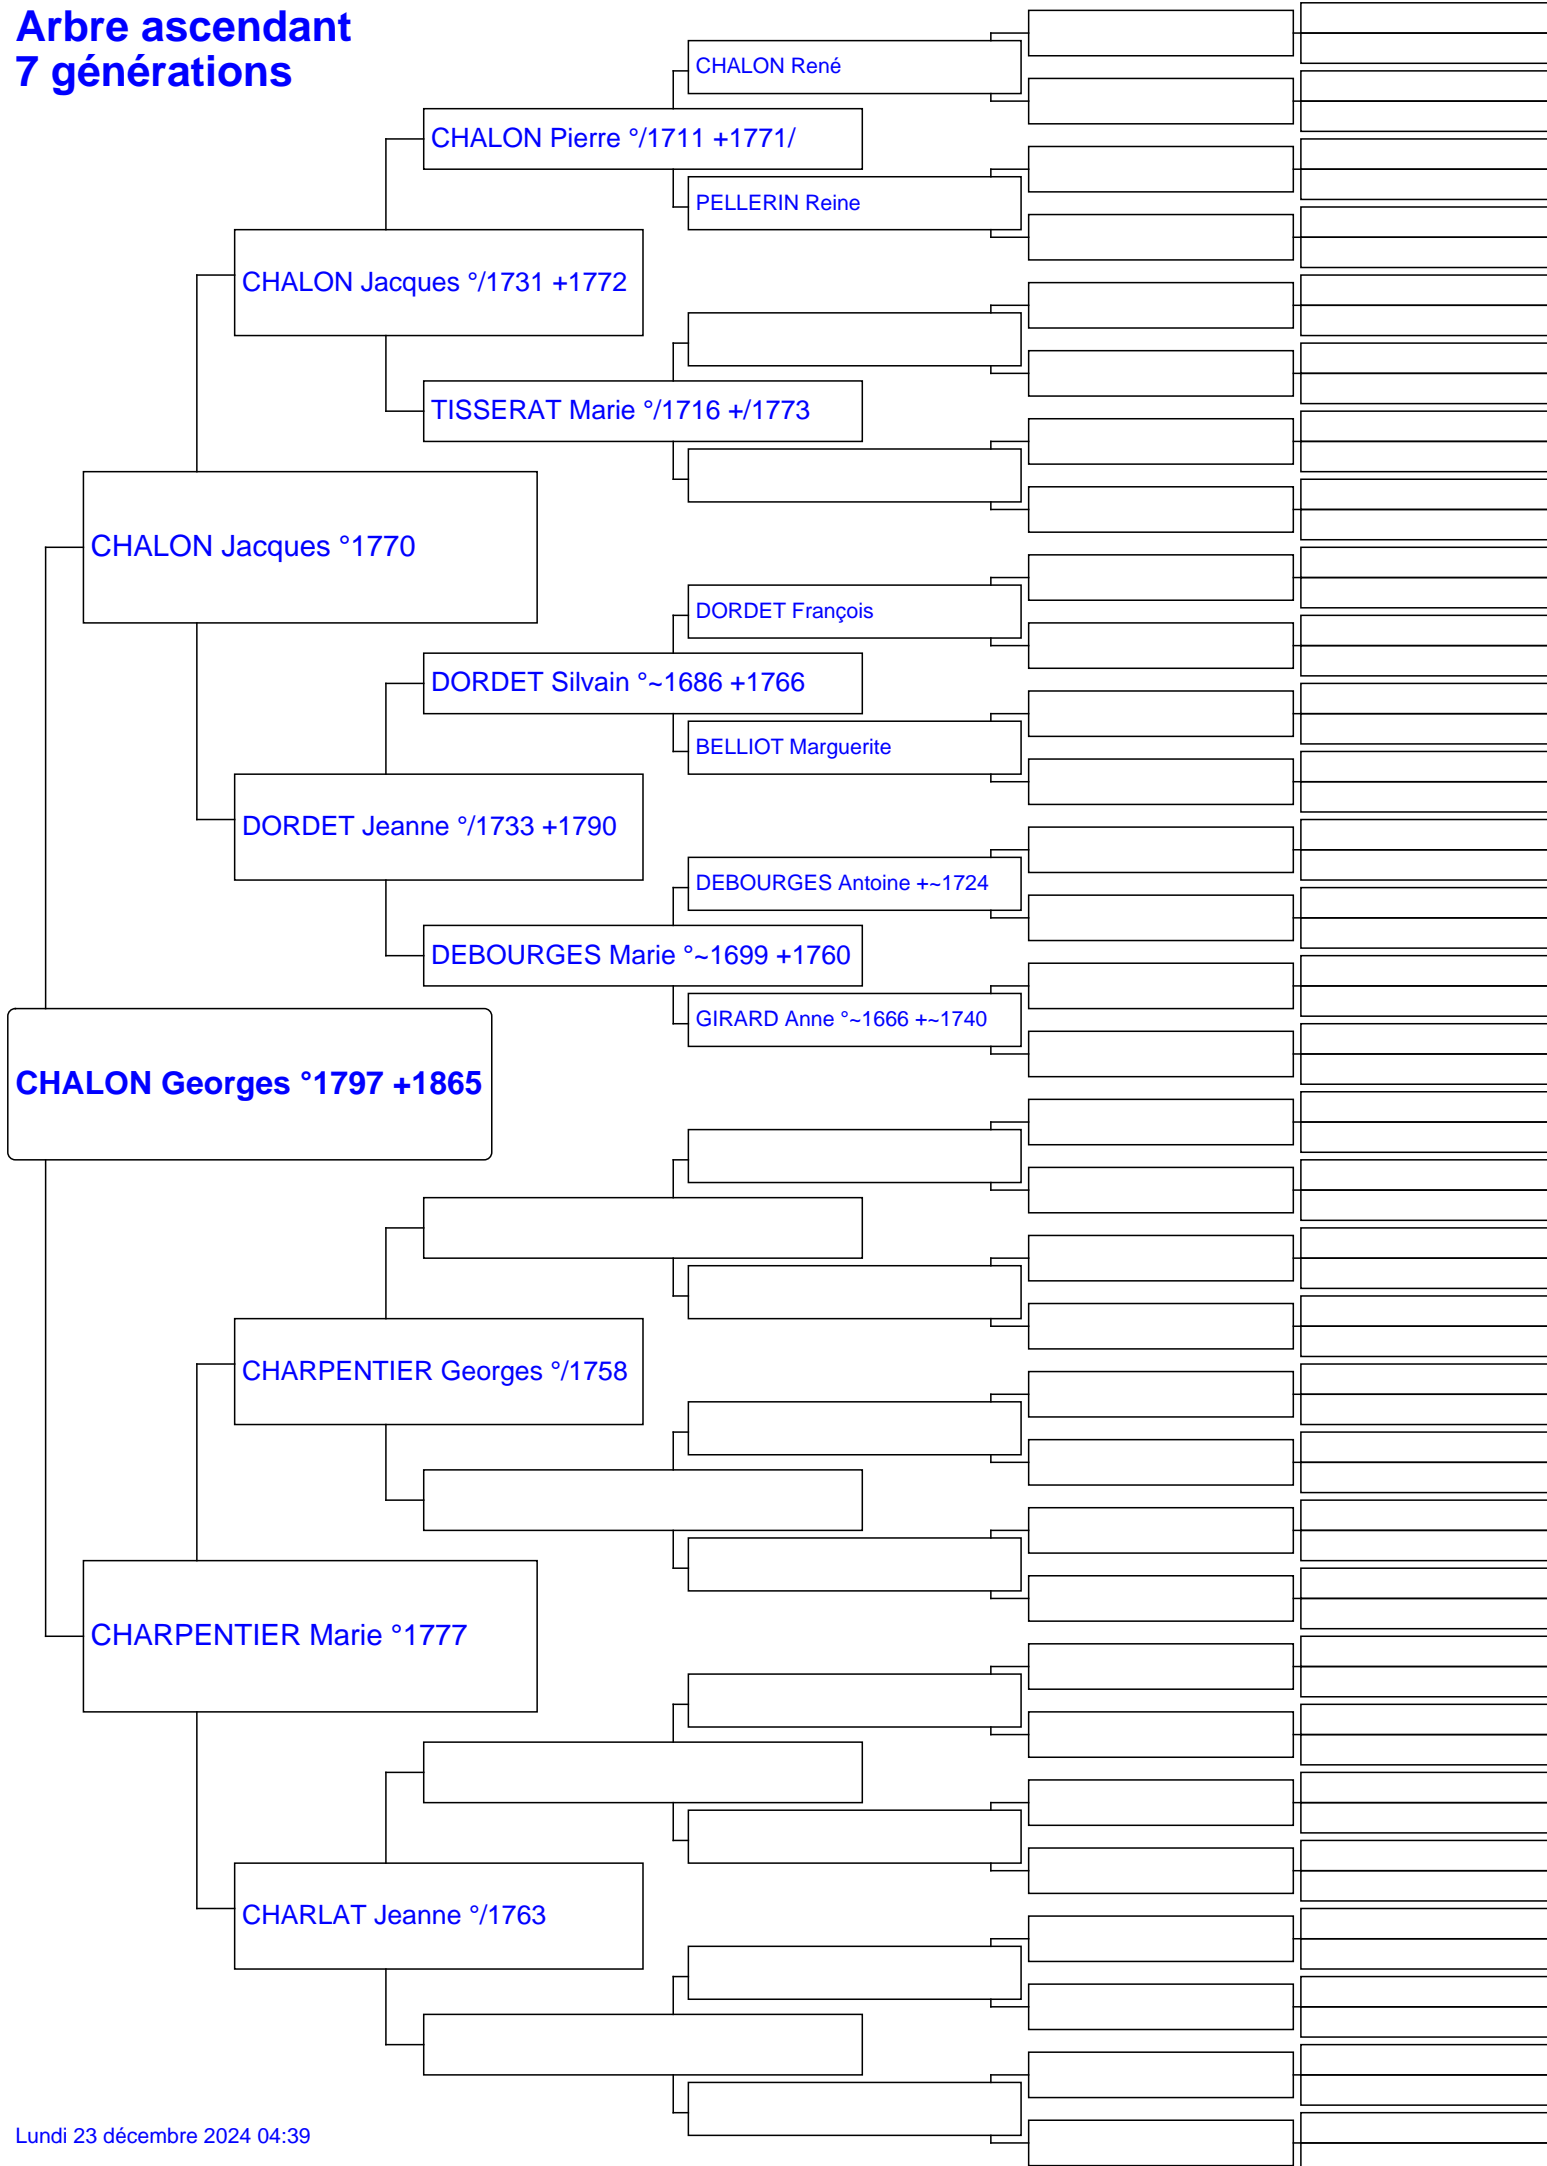 Arbre ascendant
7 générations
CHALON René
CHALON Pierre °/1711 +1771/
PELLERIN Reine
CHALON Jacques °/1731 +1772
TISSERAT Marie °/1716 +/1773
CHALON Jacques °1770
DORDET François
DORDET Silvain °~1686 +1766
BELLIOT Marguerite
DORDET Jeanne °/1733 +1790
DEBOURGES Antoine +~1724
DEBOURGES Marie °~1699 +1760
GIRARD Anne °~1666 +~1740
CHALON Georges °1797 +1865
CHARPENTIER Georges °/1758
CHARPENTIER Marie °1777
CHARLAT Jeanne °/1763
Lundi 23 décembre 2024 04:39